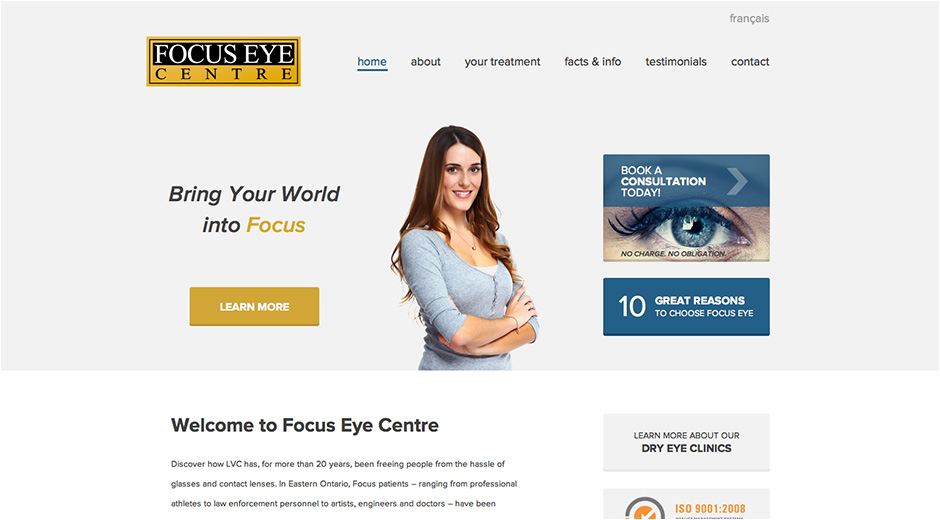 français
FOCUS EYE
CENTRE
home about your treatment facts & info testimonials contact
Bring Your World
into Focus
LEARN MORE
BOOK A
CONSULTATION
TODAY!
NO CHARGE. NO OBLIGATION.
10 GREAT REASONS
TO CHOOSE FOCUS EYE
Welcome to Focus Eye Centre
Discover how LVC has, for more than 20 years, been freeing people from the hassle of
glasses and contact lenses. In Eastern Ontario, Focus patients – ranging from professional
athletes to law enforcement personnel to artists, engineers and doctors – have been
LEARN MORE ABOUT OUR
DRY EYE CLINICS
ISO 9001:2008